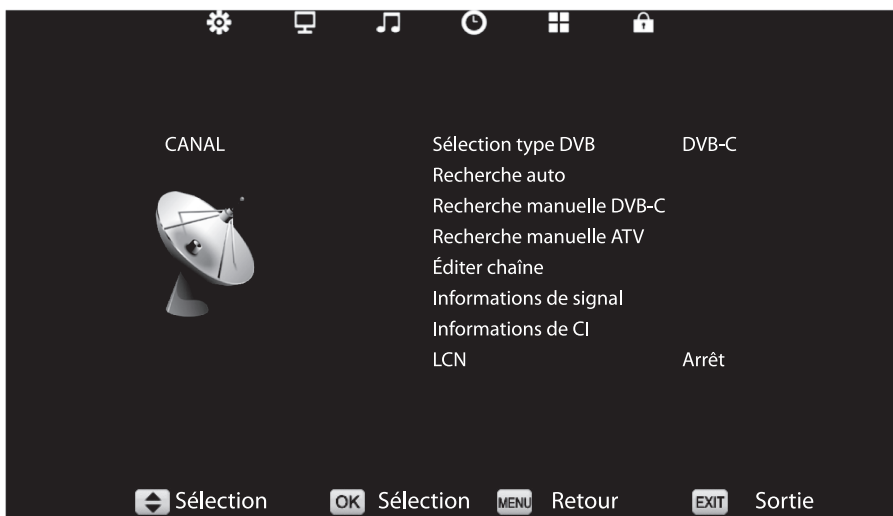 CANAL
Sélection type DVB DVB-C
Recherche auto
Recherche manuelle DVB-C
Recherche manuelle ATV
Éditer chaîne
Informations de signal
Informations de CI
LCN Arrêt
Sélection OK Sélection MENU Retour EXIT Sortie